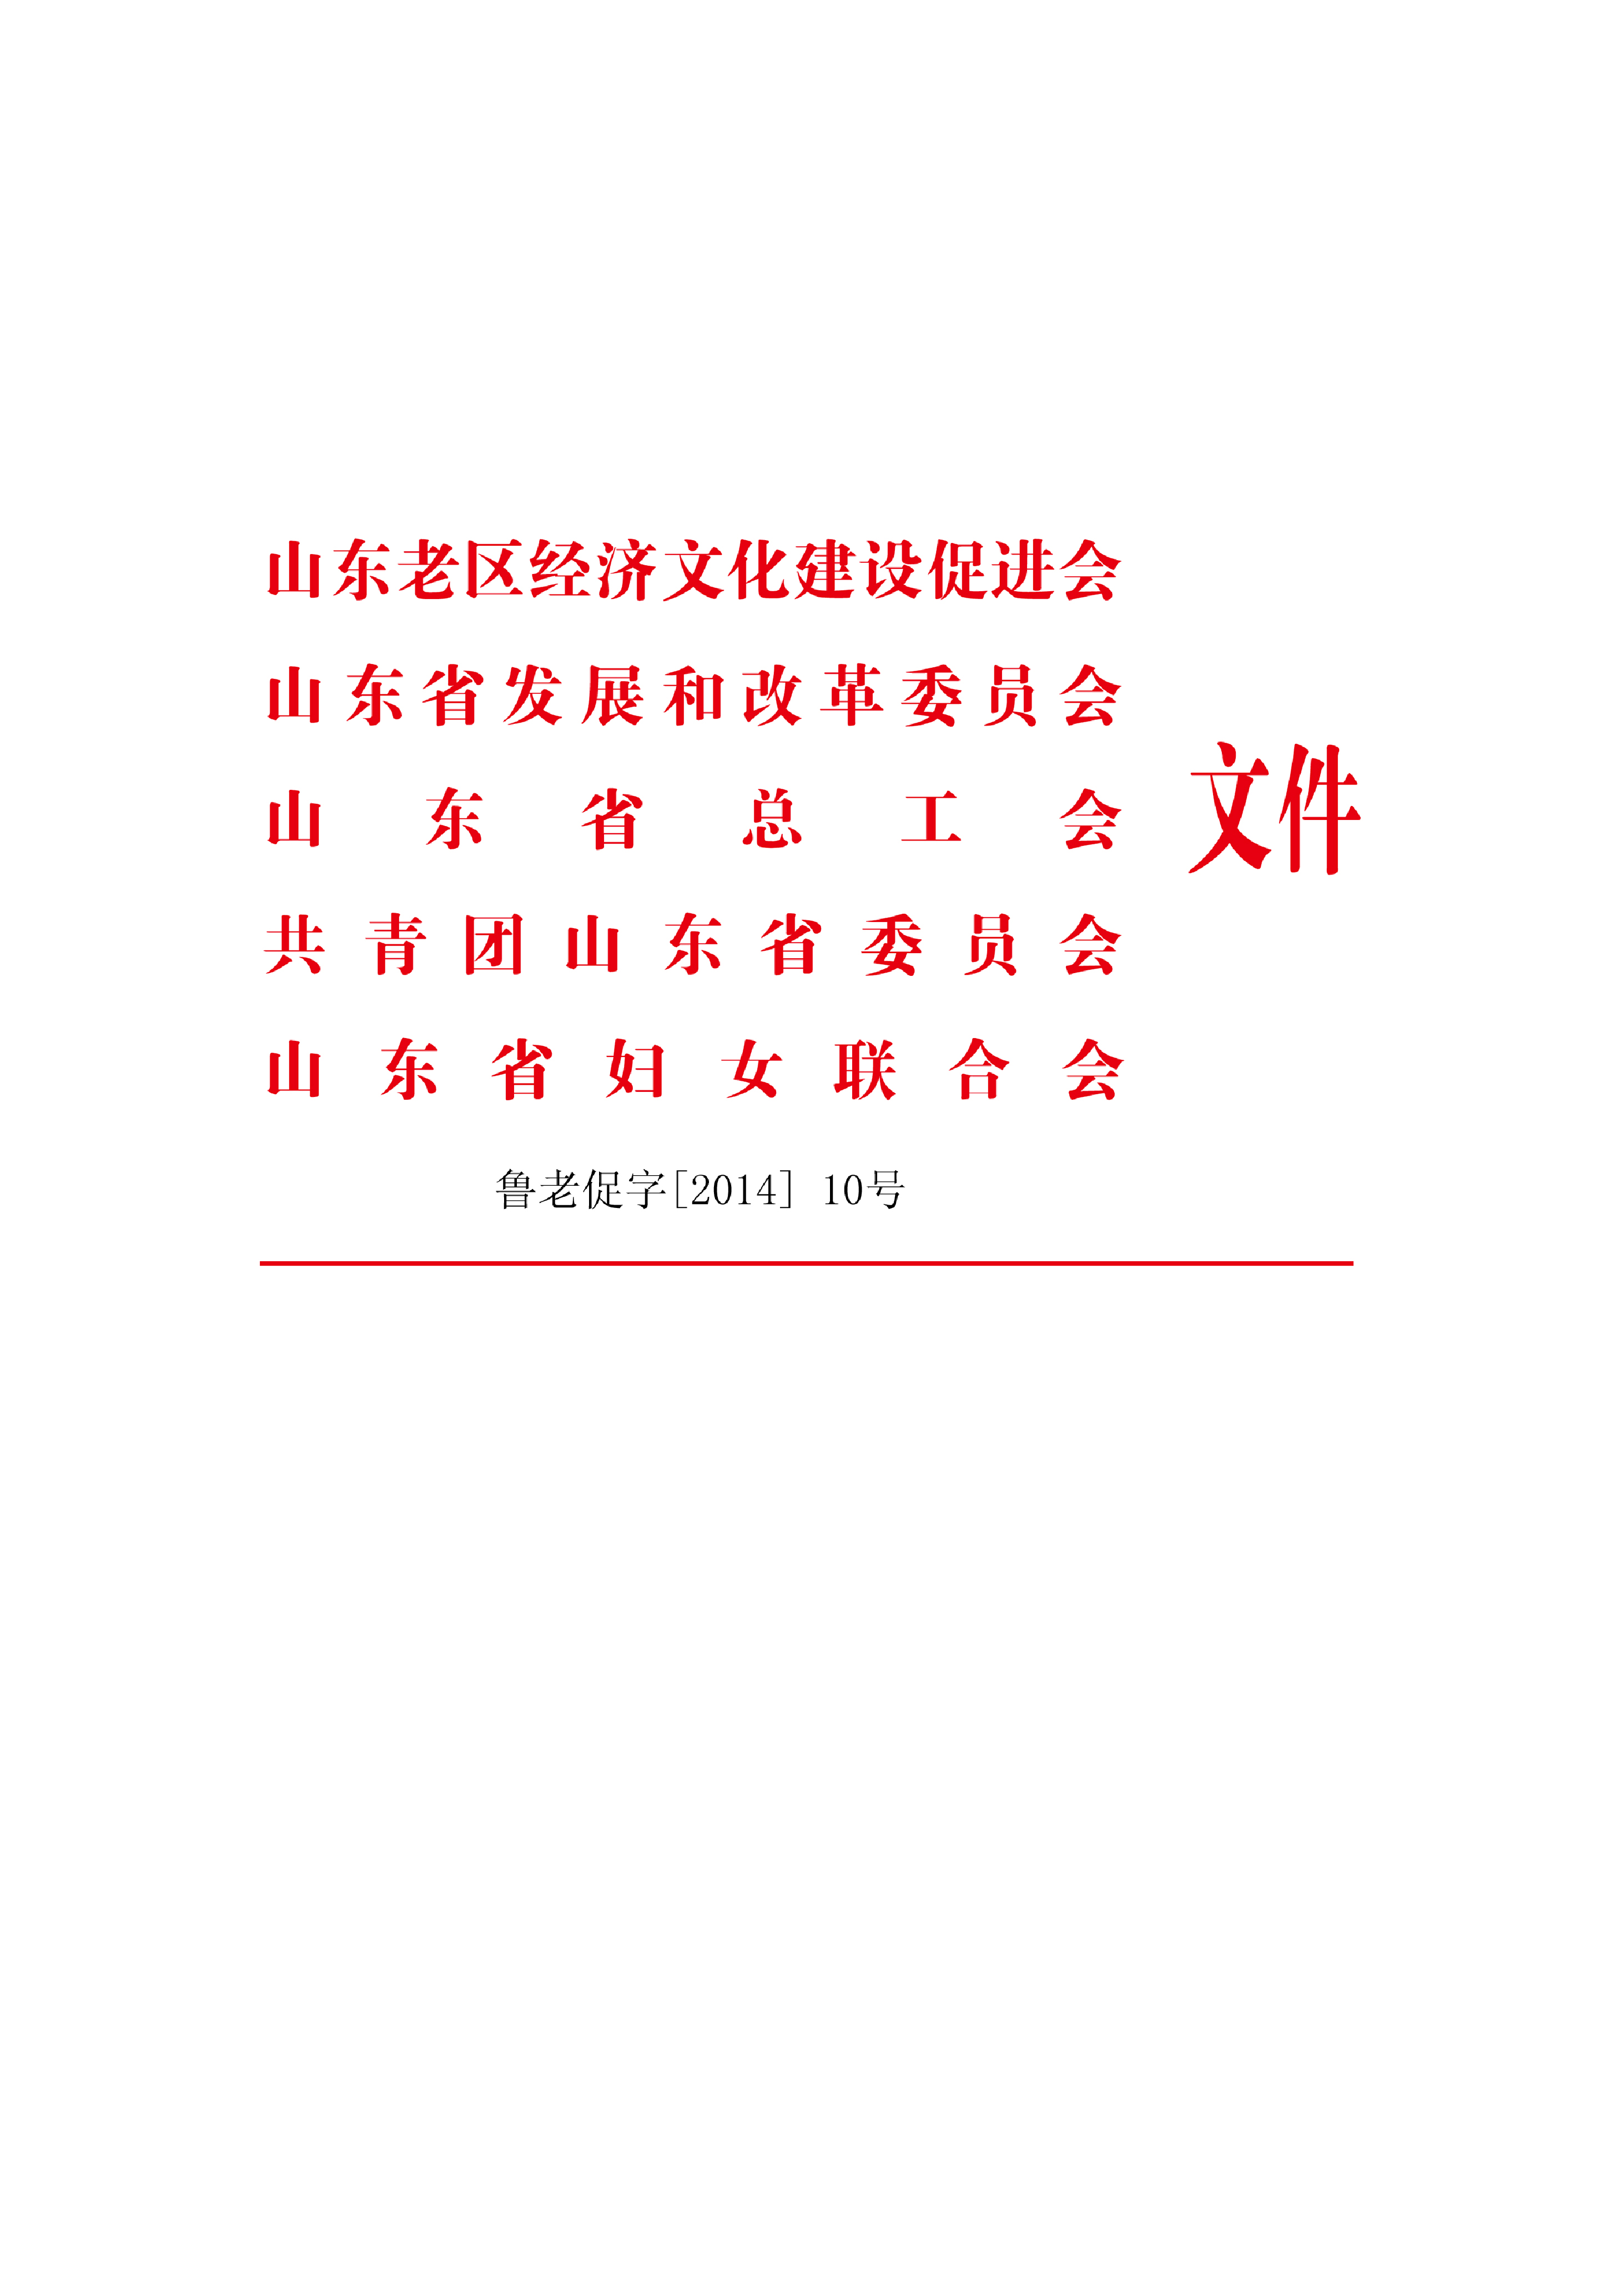 山东老区经济文化建设促进会
山东省发展和改革委员会
山东省总工会
文件
共青团山东省委员会
山东省妇女联合会
鲁老促字[2014] 10号